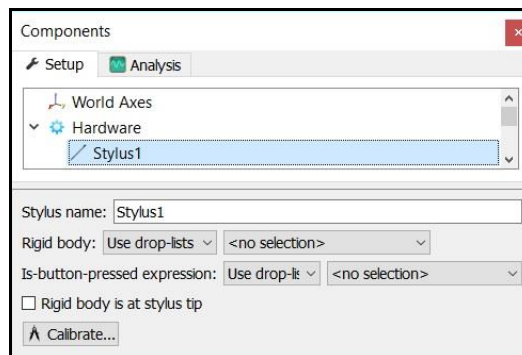 Components
Setup Analysis
World Axes
Hardware
Stylus1
Stylus name: Stylus1
Rigid body: Use drop-lists <no selection>
Is-button-pressed expression: Use drop-li <no selection>
Rigid body is at stylus tip
Calibrate...